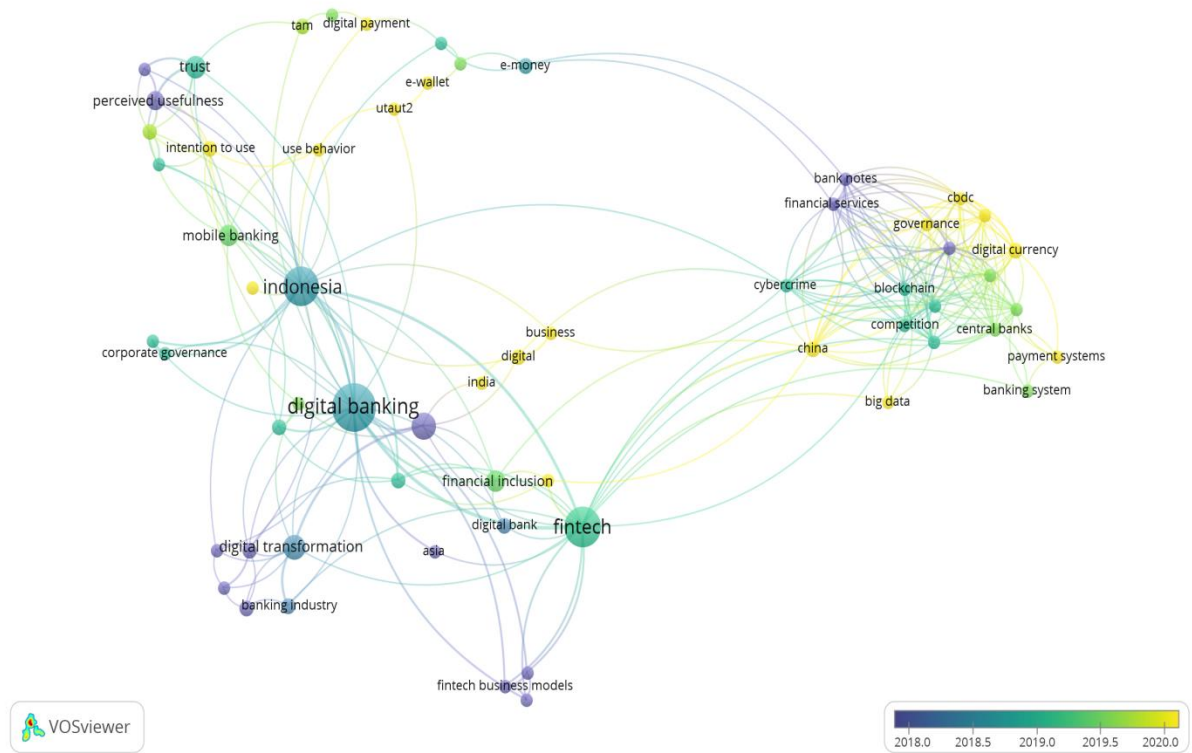 digital payment
tam
trust
e-money
e-wallet
perceived usefulness
utaut2
intention to use
use behavior
bank notes
cbdc
financial services
governance
mobile banking
digital currency
indonesia
cybercrime
blockchain
competition
central banks
business
corporate governance
china
digital
payment systems
india
banking system
big data
digital banking
financial inclusion
digital bank
fintech
digital transformation
asia
banking industry
fintech business models
VOSviewer
2018.0 2018.5 2019.0 2019.5 2020.0